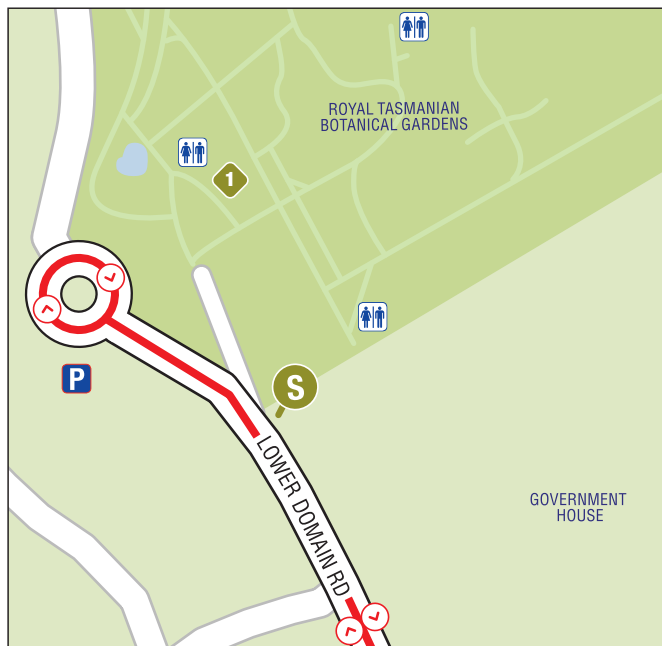 ROYAL TASMANIAN
BOTANICAL GARDENS
1
P
S
LOWER DOMAIN RD
GOVERNMENT
HOUSE